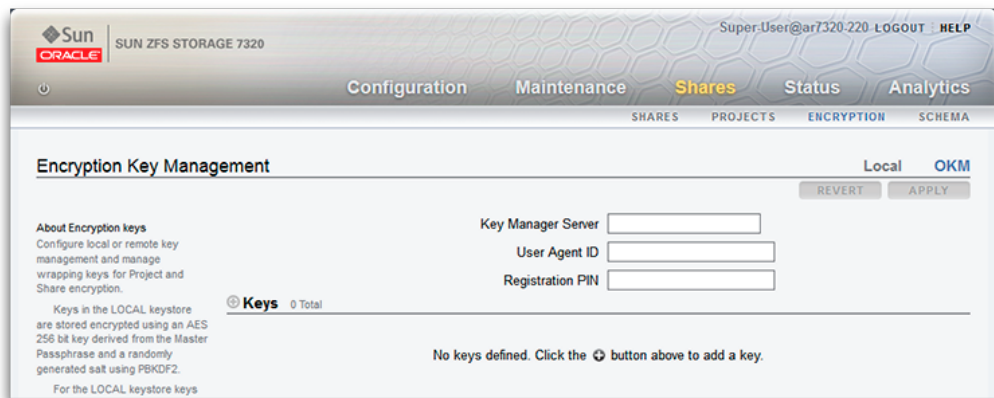 Sun
ORACLE
SUN ZFS STORAGE 7320
Super-User@ar7320-220 LOGOUT HELP
Configuration Maintenance Shares Status Analytics
SHARES PROJECTS ENCRYPTION SCHEMA
Encryption Key Management
Local OKM
REVERT APPLY
About Encryption keys
Configure local or remote key
management and manage
wrapping keys for Project and
Share encryption.
Keys in the LOCAL keystore
are stored encrypted using an AES
256 bit key derived from the Master
Passphrase and a randomly
generated salt using PBKDF2.
For the LOCAL keystore keys
Key Manager Server
User Agent ID
Registration PIN
Keys 0 Total
No keys defined. Click the button above to add a key.